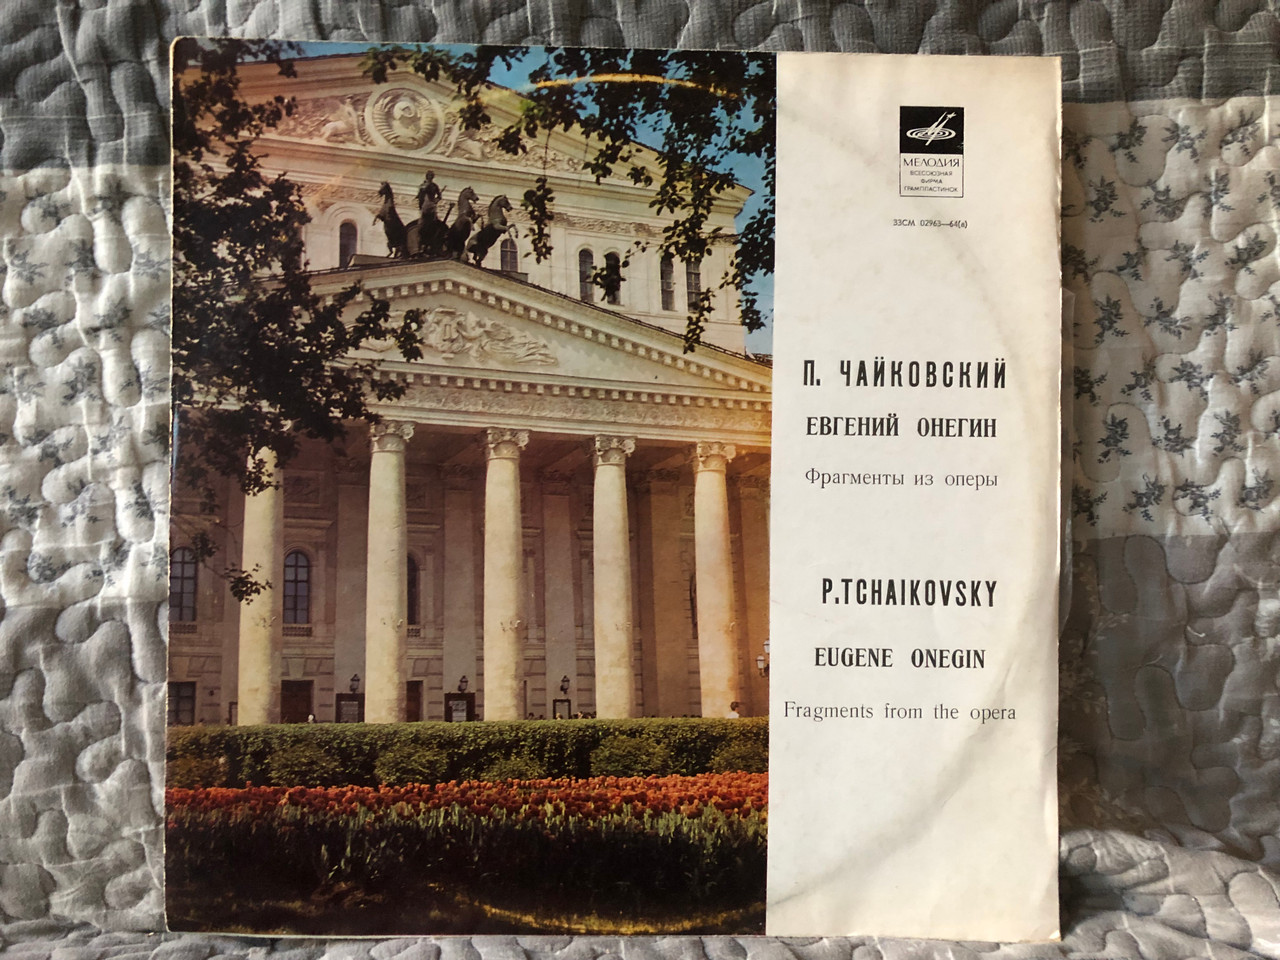 МЕЛОДИЯ
ВСЕСОЮЗНАЯ
ФИРМА
ГРАМПЛАСТИНОК
33СМ 02963—64(а)
П. ЧАЙКОВСКИЙ
ЕВГЕНИЙ ОНЕГИН
Фрагменты из оперы
P.TCHAIKOVSKY
EUGENE ONEGIN
Fragments from the opera